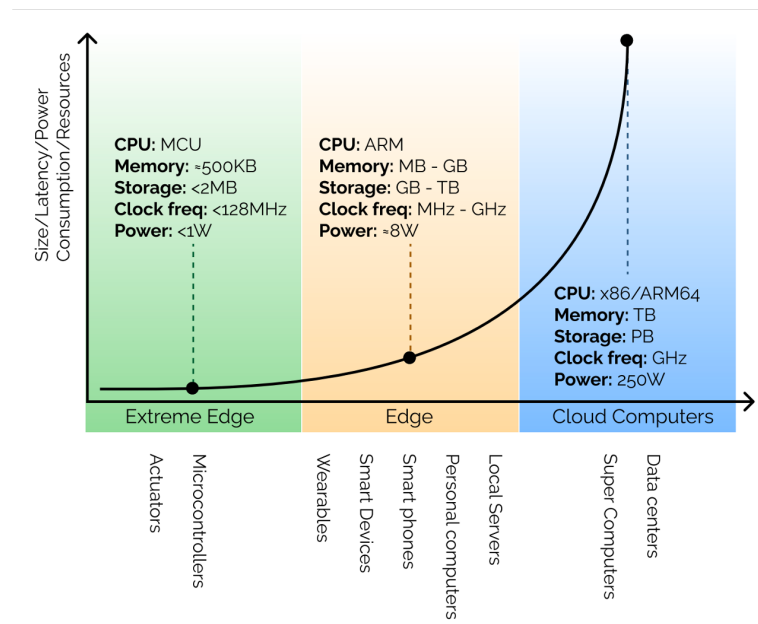 Size/Latency/Power
Consumption/Resources
CPU: MCU
Memory: ≈500KB
Storage: <2MB
Clock freq: <128MHz
Power: <1W
CPU: ARM
Memory: MB - GB
Storage: GB - TB
Clock freq: MHz - GHz
Power: ≈8W
CPU: x86/ARM64
Memory: TB
Storage: PB
Clock freq: GHz
Power: 250W
Extreme Edge
Edge
Cloud Computers
Actuators
Microcontrollers
Wearables
Smart Devices
Smart phones
Personal computers
Local Servers
Super Computers
Data centers